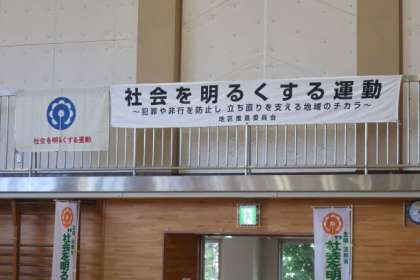 社会を明るくする運動
～犯罪や非行を防止し 立ち直りを支える地域のチカラ～
地区推進委員会
社会を明るくする運動
"社会を明る
"社会を明